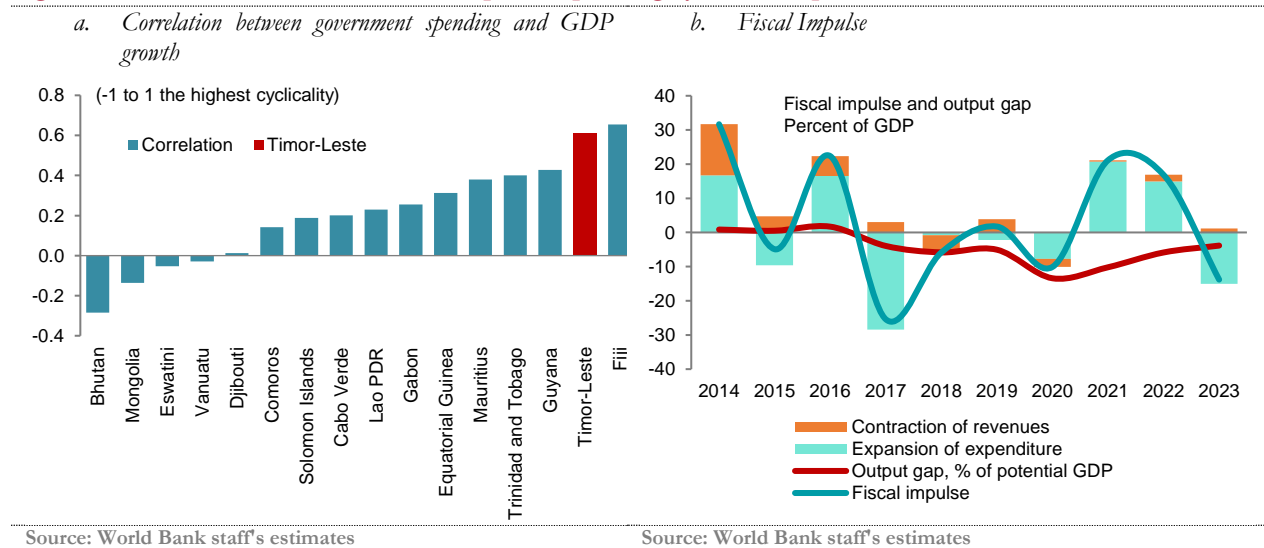 a. Correlation between government spending and GDP
growth
0.8
(-1 to 1 the highest cyclicality)
0.6
Correlation
Timor-Leste
0.4
0.2
0.0
-0.2
-0.4
Bhutan
Mongolia
Eswatini
Vanuatu
Djibouti
Comoros
Solomon Islands
Cabo Verde
Lao PDR
Gabon
Equatorial Guinea
Mauritius
Trinidad and Tobago
Guyana
Timor-Leste
Fiji
Source: World Bank staff's estimates
b. Fiscal Impulse
Fiscal impulse and output gap
Percent of GDP
40
30
20
10
0
-10
-20
-30
-40
2014 2015 2016 2017 2018 2019 2020 2021 2022 2023
Contraction of revenues
Expansion of expenditure
Output gap, % of potential GDP
Fiscal impulse
Source: World Bank staff's estimates